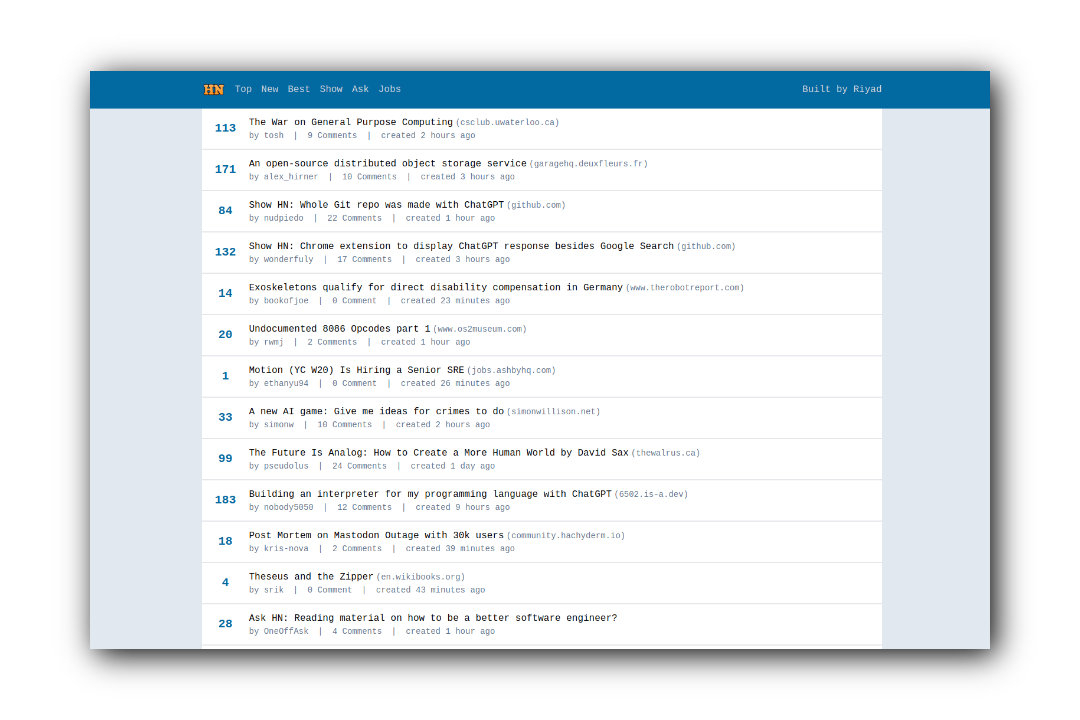 HN Top New Best Show Ask Jobs Built by Riyad
113 The War on General Purpose Computing (csclub.uwaterloo.ca)
by tosh | 9 Comments | created 2 hours ago
171 An open-source distributed object storage service (garagehq.deuxfleurs.fr)
by alex_hirner | 10 Comments | created 3 hours ago
84 Show HN: Whole Git repo was made with ChatGPT (github.com)
by nudpiedo | 22 Comments | created 1 hour ago
132 Show HN: Chrome extension to display ChatGPT response besides Google Search (github.com)
by wonderfuly | 17 Comments | created 3 hours ago
14 Exoskeletons qualify for direct disability compensation in Germany (www.therobotreport.com)
by bookofjoe | 0 Comment | created 23 minutes ago
20 Undocumented 8086 Opcodes part 1 (www.os2museum.com)
by rwmj | 2 Comments | created 1 hour ago
1 Motion (YC W20) Is Hiring a Senior SRE (jobs.ashbyhq.com)
by ethanyu94 | 0 Comment | created 26 minutes ago
33 A new AI game: Give me ideas for crimes to do (simonwillison.net)
by simonw | 10 Comments | created 2 hours ago
99 The Future Is Analog: How to Create a More Human World by David Sax (thewalrus.ca)
by pseudolus | 24 Comments | created 1 day ago
183 Building an interpreter for my programming language with ChatGPT (6502.is-a.dev)
by nobody5050 | 12 Comments | created 9 hours ago
18 Post Mortem on Mastodon Outage with 30k users (community.hachyderm.io)
by kris-nova | 2 Comments | created 39 minutes ago
4 Theseus and the Zipper (en.wikibooks.org)
by srik | 0 Comment | created 43 minutes ago
28 Ask HN: Reading material on how to be a better software engineer?
by OneOffAsk | 4 Comments | created 1 hour ago